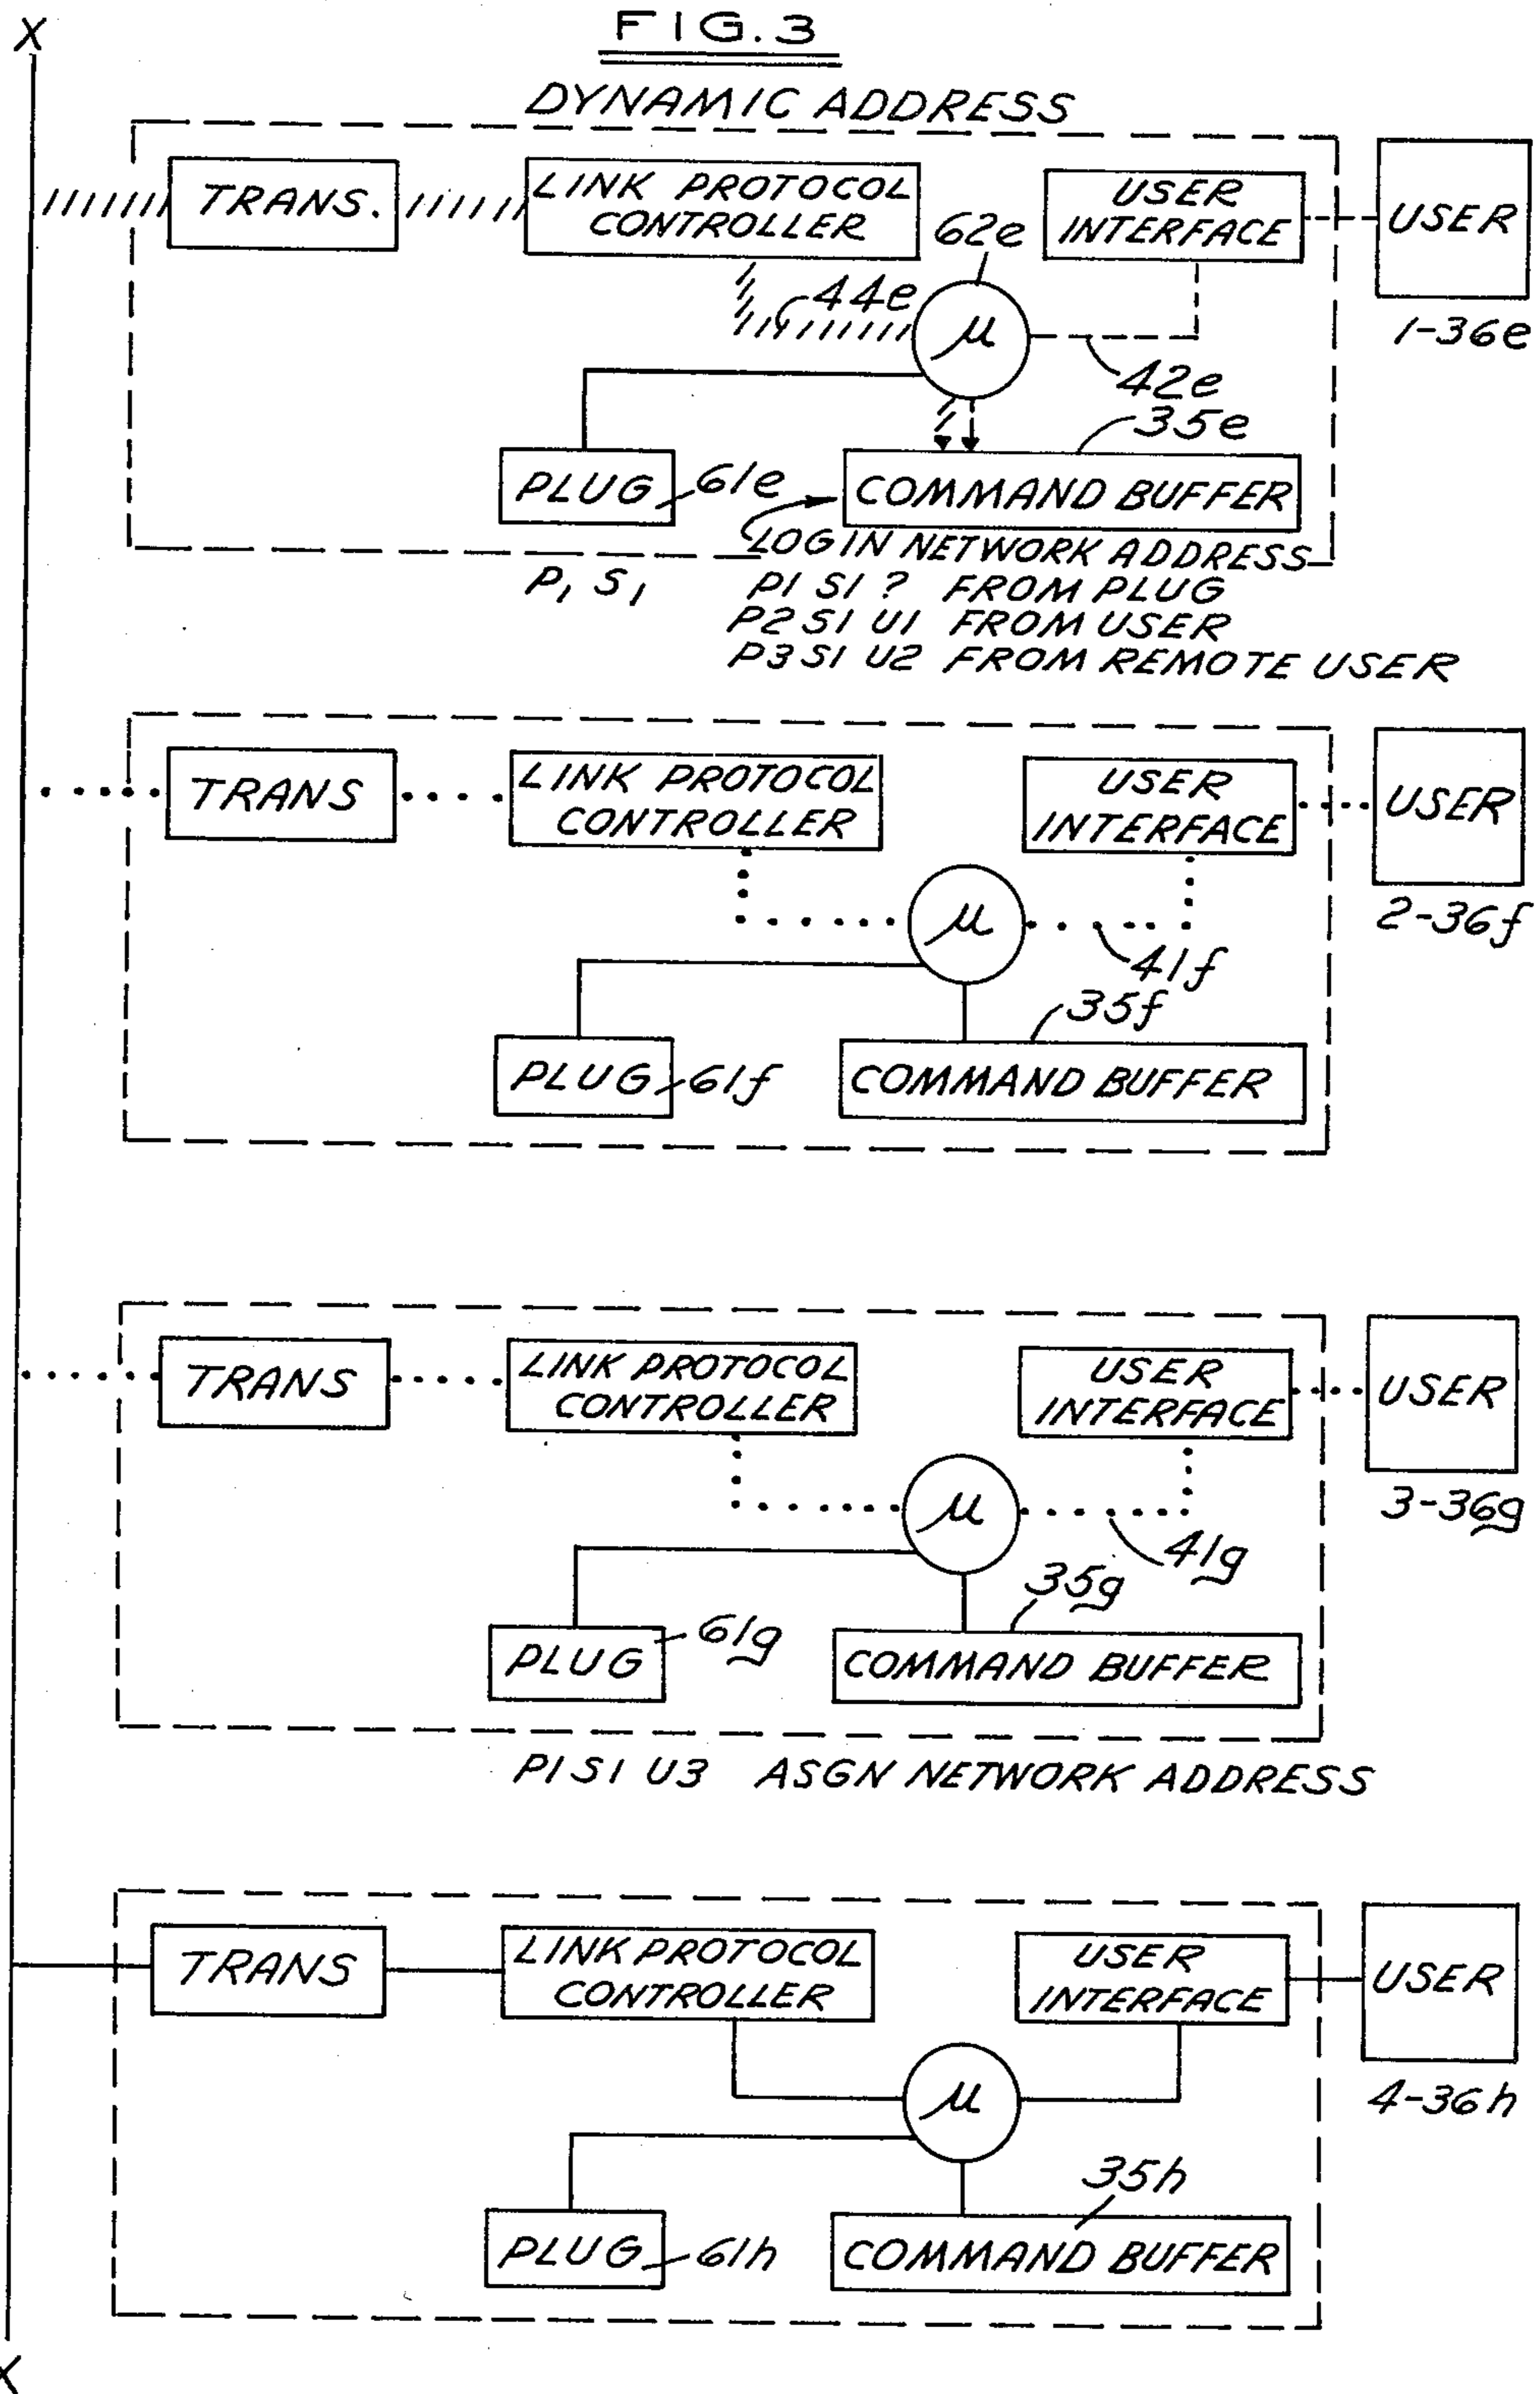 FIG. 3
X
DYNAMIC ADDRESS
TRANS.
LINK PROTOCOL
CONTROLLER
USER
INTERFACE
USER
62e
44e
μ
1-36e
42e
35e
PLUG
61e
COMMAND BUFFER
LOGIN NETWORK ADDRESS
P1 S1
P1 S1 ? FROM PLUG
P2 S1 U1 FROM USER
P3 S1 U2 FROM REMOTE USER
TRANS
LINK PROTOCOL
CONTROLLER
USER
INTERFACE
USER
μ
2-36f
41f
35f
PLUG
61f
COMMAND BUFFER
TRANS
LINK PROTOCOL
CONTROLLER
USER
INTERFACE
USER
μ
3-36g
41g
35g
PLUG
61g
COMMAND BUFFER
P1 S1 U3 ASGN NETWORK ADDRESS
TRANS
LINK PROTOCOL
CONTROLLER
USER
INTERFACE
USER
μ
4-36h
35h
PLUG
61h
COMMAND BUFFER
X